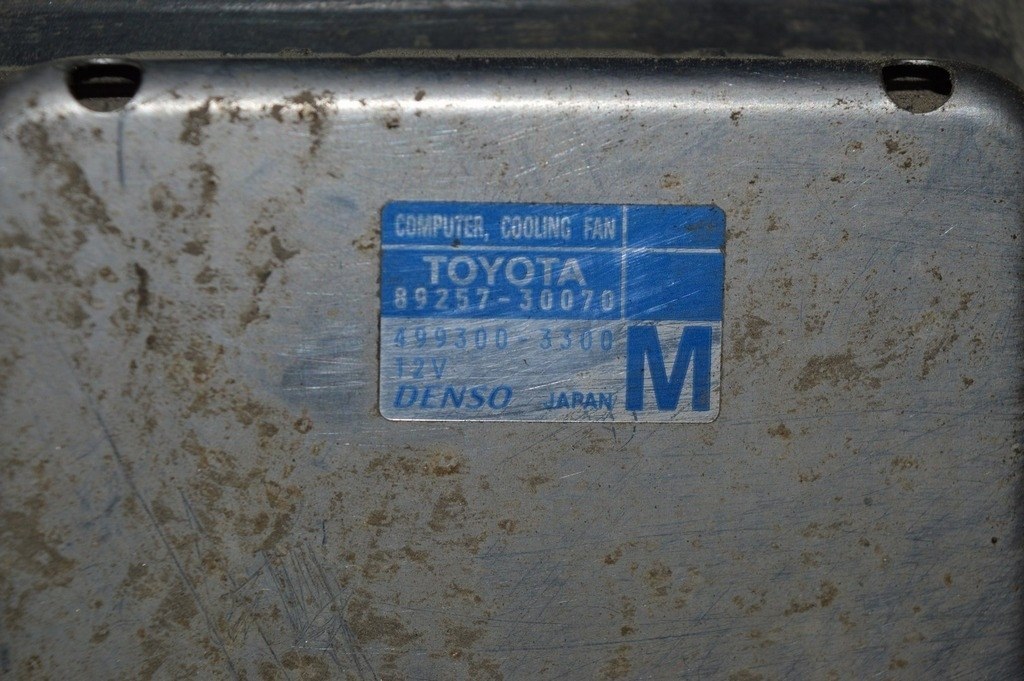 COMPUTER, COOLING FAN
TOYOTA
89257-30070
499300-3300
12V
DENSO JAPAN M